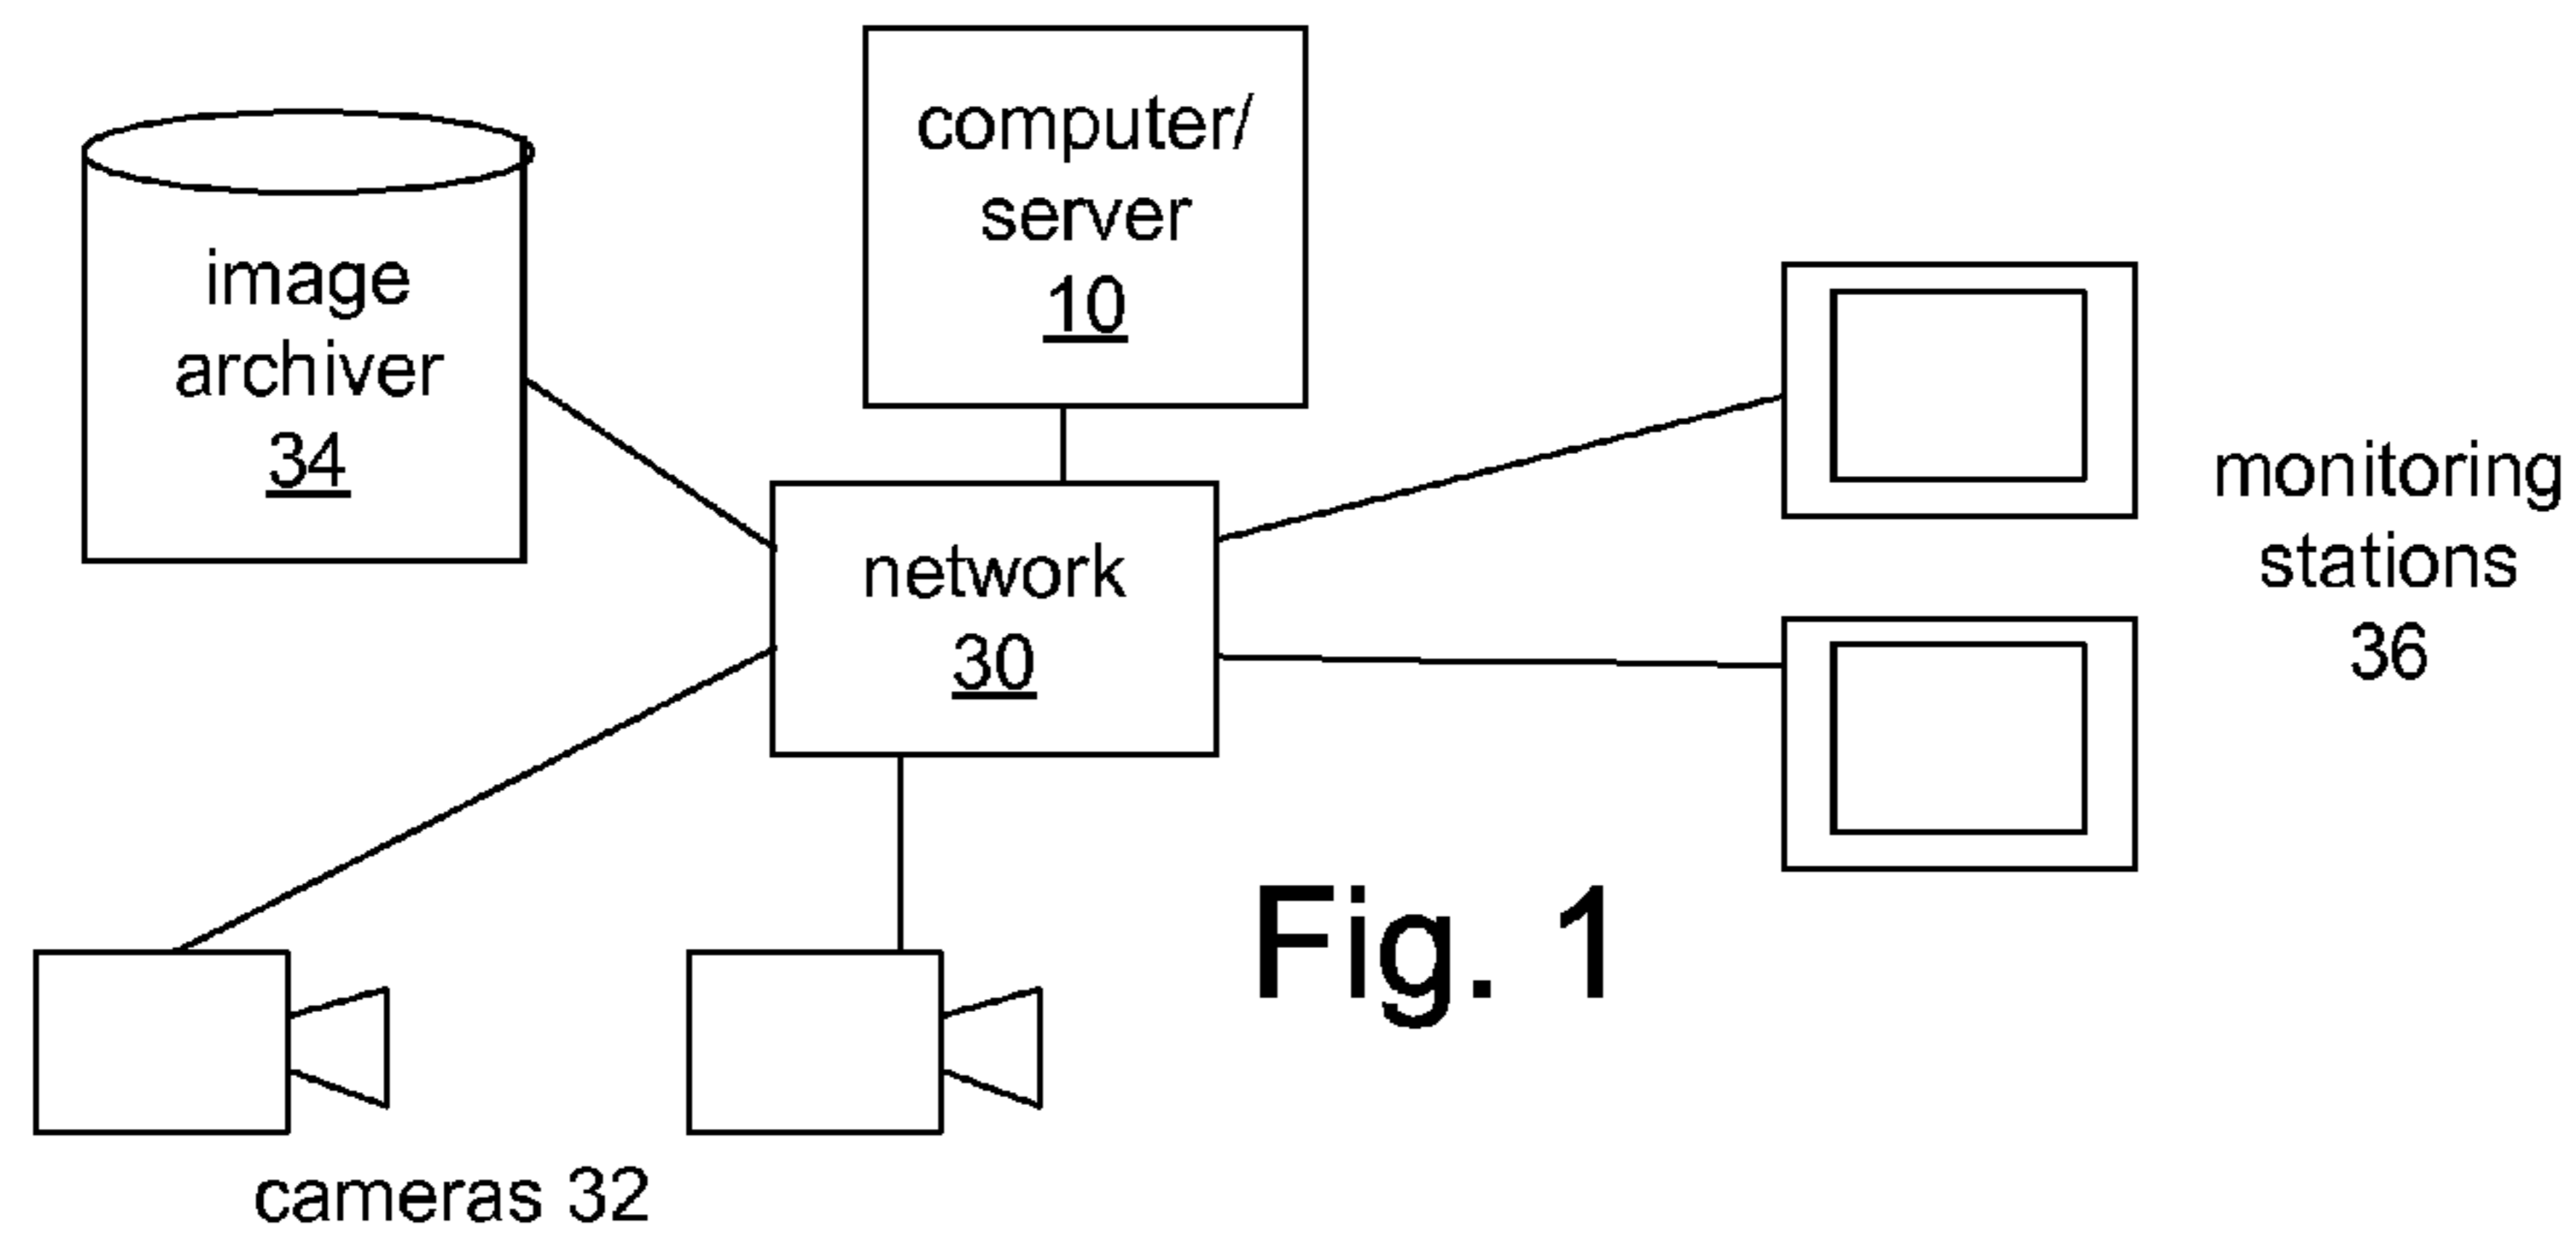 computer/
server
10
image
archiver
34
monitoring
stations
36
network
30
Fig. 1
cameras 32